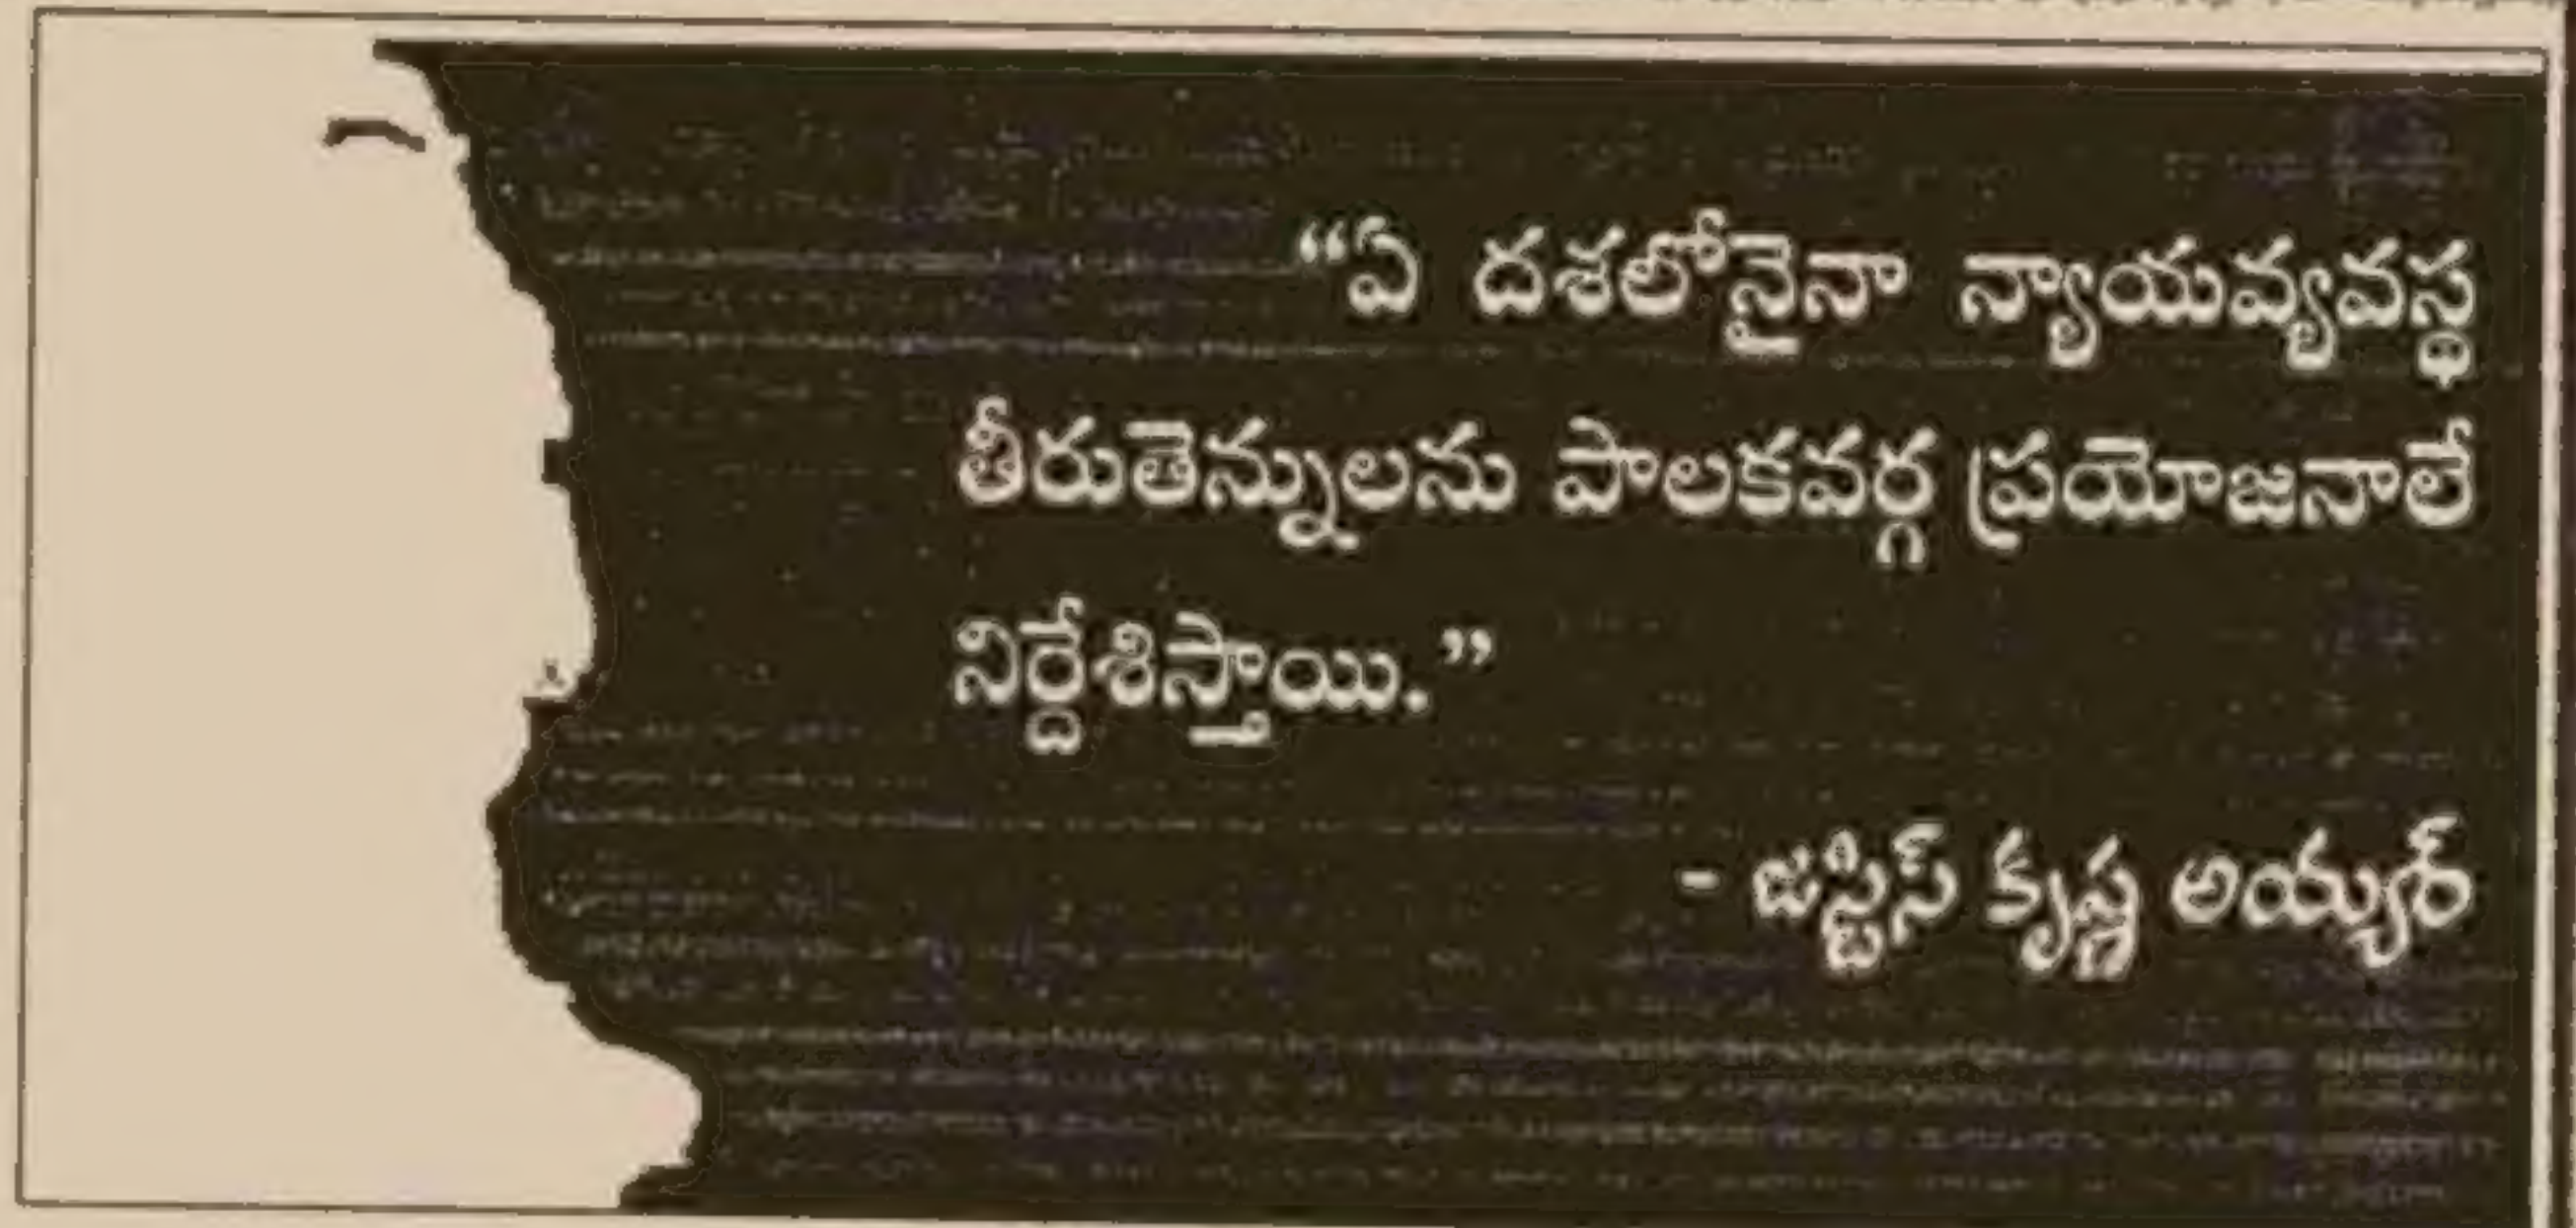 “ఏ దశలోనైనా న్యాయవ్యవస్థ
తీరుతెన్నులను పాలకవర్గ ప్రయోజనాలే
నిర్దేశిస్తాయి.”
- జస్టిస్ కృష్ణ అయ్యర్